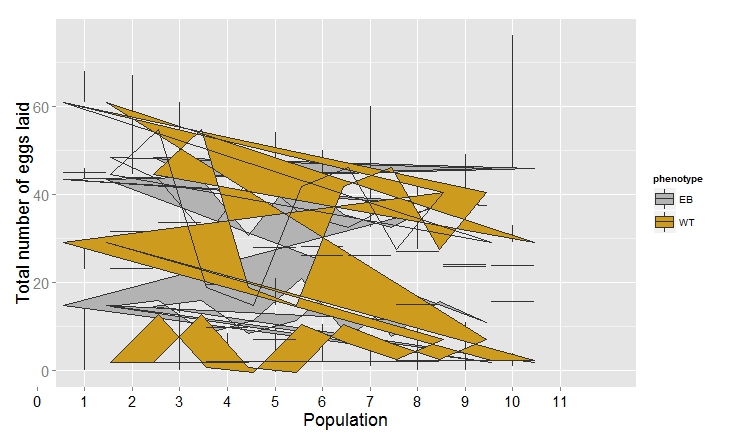 Total number of eggs laid
60
40
20
0
0 1 2 3 4 5 6 7 8 9 10 11
Population
phenotype
EB
WT